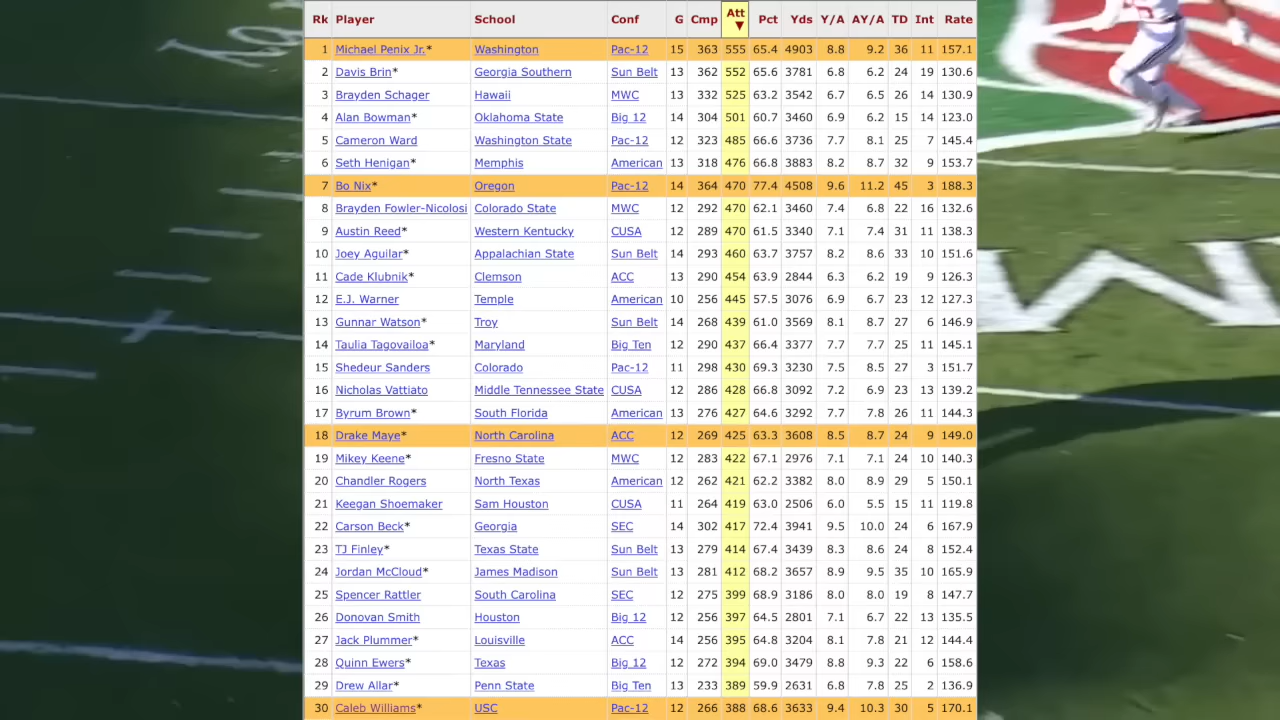 Rk Player School Conf G Cmp Att ▼ Pct Yds Y/A AY/A TD Int Rate
1 Michael Penix Jr.* Washington Pac-12 15 363 555 65.4 4903 8.8 9.2 36 11 157.1
2 Davis Brin* Georgia Southern Sun Belt 13 362 552 65.6 3781 6.8 6.2 24 19 130.6
3 Brayden Schager Hawaii MWC 13 332 525 63.2 3542 6.7 6.5 26 14 130.9
4 Alan Bowman* Oklahoma State Big 12 14 304 501 60.7 3460 6.9 6.2 15 14 123.0
5 Cameron Ward Washington State Pac-12 12 323 485 66.6 3736 7.7 8.1 25 7 145.4
6 Seth Henigan* Memphis American 13 318 476 66.8 3883 8.2 8.7 32 9 153.7
7 Bo Nix* Oregon Pac-12 14 364 470 77.4 4508 9.6 11.2 45 3 188.3
8 Brayden Fowler-Nicolosi Colorado State MWC 12 292 470 62.1 3460 7.4 6.8 22 16 132.6
9 Austin Reed* Western Kentucky CUSA 12 289 470 61.5 3340 7.1 7.4 31 11 138.3
10 Joey Aguilar* Appalachian State Sun Belt 14 293 460 63.7 3757 8.2 8.6 33 10 151.6
11 Cade Klubnik* Clemson ACC 13 290 454 63.9 2844 6.3 6.2 19 9 126.3
12 E.J. Warner Temple American 10 256 445 57.5 3076 6.9 6.7 23 12 127.3
13 Gunnar Watson* Troy Sun Belt 14 268 439 61.0 3569 8.1 8.7 27 6 146.9
14 Taulia Tagovailoa* Maryland Big Ten 12 290 437 66.4 3377 7.7 7.7 25 11 145.1
15 Shedeur Sanders Colorado Pac-12 11 298 430 69.3 3230 7.5 8.5 27 3 151.7
16 Nicholas Vattiato Middle Tennessee State CUSA 12 286 428 66.8 3092 7.2 6.9 23 13 139.2
17 Byrum Brown* South Florida American 13 276 427 64.6 3292 7.7 7.8 26 11 144.3
18 Drake Maye* North Carolina ACC 12 269 425 63.3 3608 8.5 8.7 24 9 149.0
19 Mikey Keene* Fresno State MWC 12 283 422 67.1 2976 7.1 7.1 24 10 140.3
20 Chandler Rogers North Texas American 12 262 421 62.2 3382 8.0 8.9 29 5 150.1
21 Keegan Shoemaker Sam Houston CUSA 11 264 419 63.0 2506 6.0 5.5 15 11 119.8
22 Carson Beck* Georgia SEC 14 302 417 72.4 3941 9.5 10.0 24 6 167.9
23 TJ Finley* Texas State Sun Belt 13 279 414 67.4 3439 8.3 8.6 24 8 152.4
24 Jordan McCloud* James Madison Sun Belt 13 281 412 68.2 3657 8.9 9.5 35 10 165.9
25 Spencer Rattler South Carolina SEC 12 275 399 68.9 3186 8.0 8.0 19 8 147.7
26 Donovan Smith Houston Big 12 12 256 397 64.5 2801 7.1 6.7 22 13 135.5
27 Jack Plummer* Louisville ACC 14 256 395 64.8 3204 8.1 7.8 21 12 144.4
28 Quinn Ewers* Texas Big 12 12 272 394 69.0 3479 8.8 9.3 22 6 158.6
29 Drew Allar* Penn State Big Ten 13 233 389 59.9 2631 6.8 7.8 25 2 136.9
30 Caleb Williams* USC Pac-12 12 266 388 68.6 3633 9.4 10.3 30 5 170.1